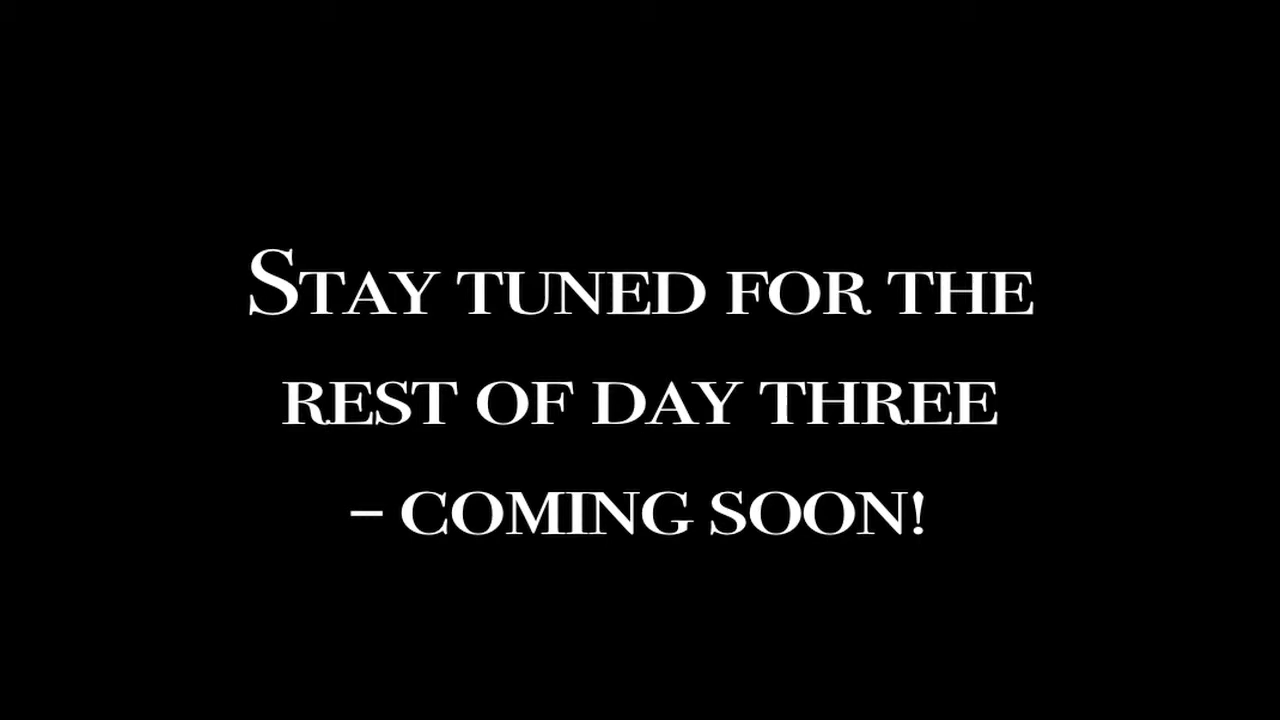 Stay tuned for the
rest of day three
– coming soon!